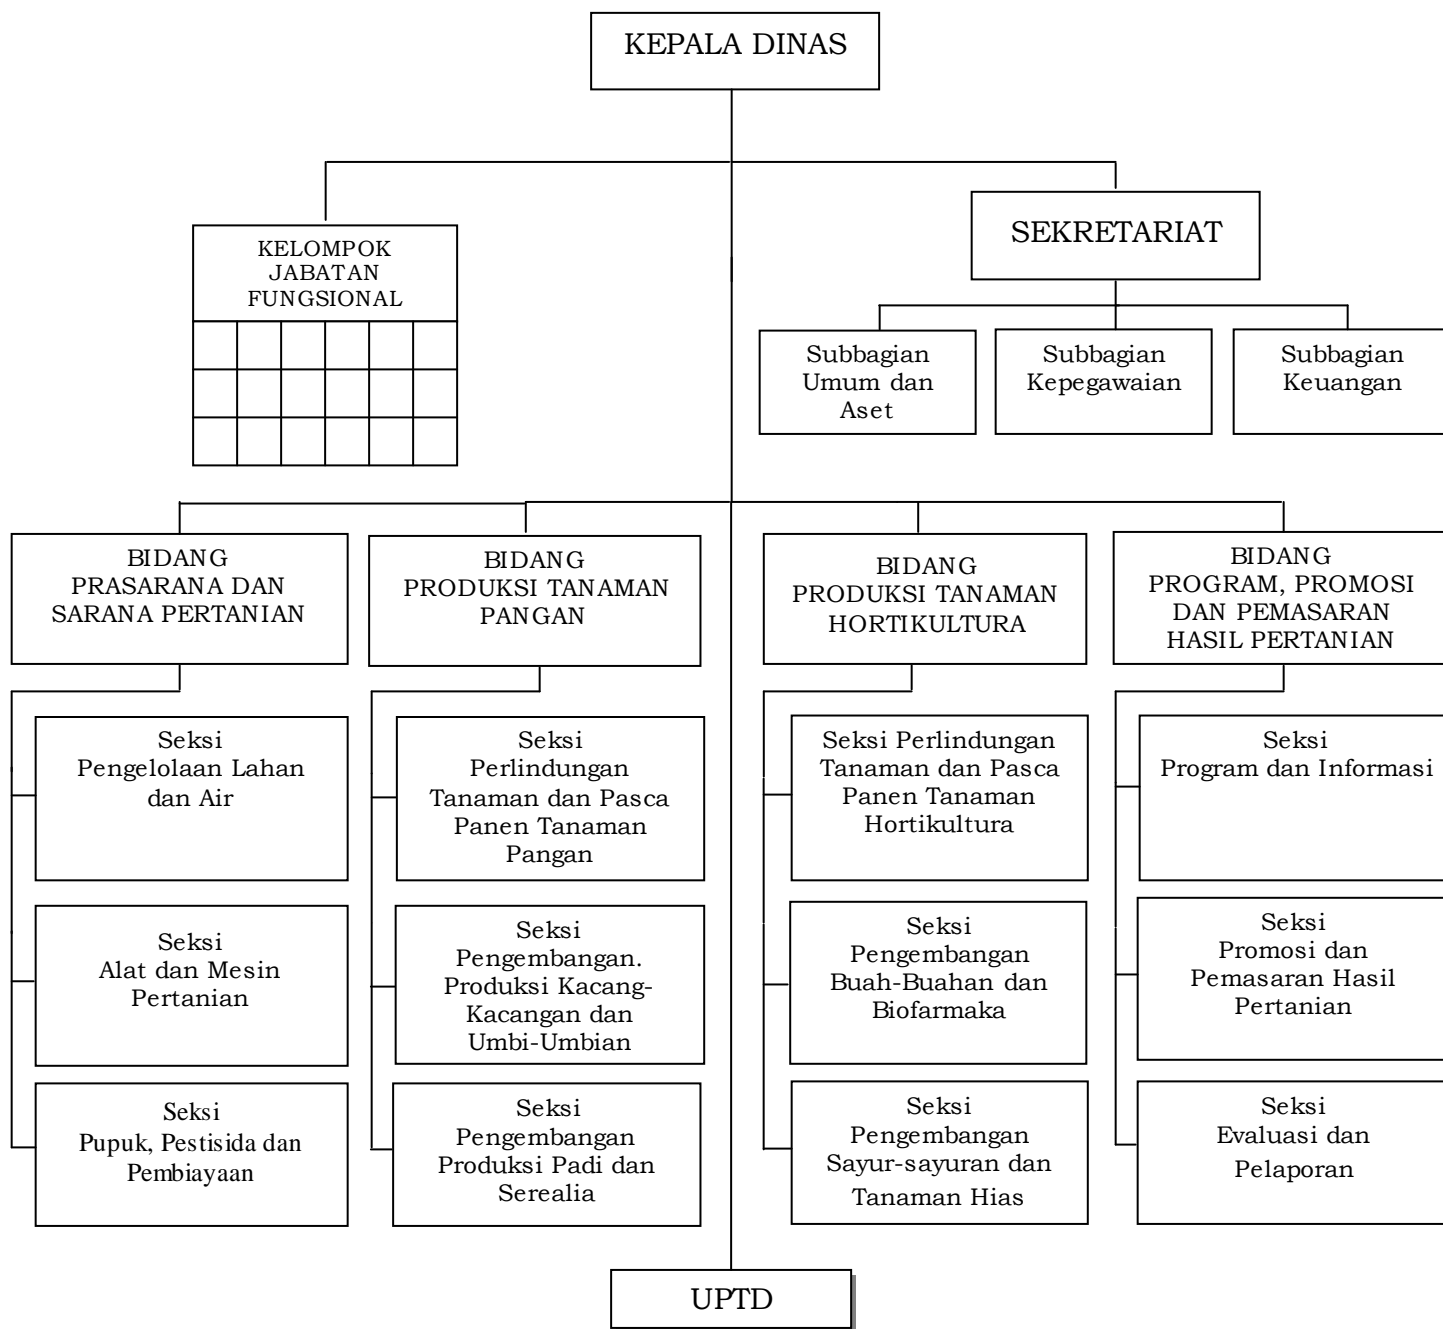 KEPALA DINAS
KELOMPOK
JABATAN
FUNGSIONAL
SEKRETARIAT
Subbagian
Umum dan
Aset
Subbagian
Kepegawaian
Subbagian
Keuangan
BIDANG
PRASARANA DAN
SARANA PERTANIAN
BIDANG
PRODUKSI TANAMAN
PANGAN
BIDANG
PRODUKSI TANAMAN
HORTIKULTURA
BIDANG
PROGRAM, PROMOSI
DAN PEMASARAN
HASIL PERTANIAN
Seksi
Pengelolaan Lahan
dan Air
Seksi
Perlindungan
Tanaman dan Pasca
Panen Tanaman
Pangan
Seksi Perlindungan
Tanaman dan Pasca
Panen Tanaman
Hortikultura
Seksi
Program dan Informasi
Seksi
Alat dan Mesin
Pertanian
Seksi
Pengembangan.
Produksi Kacang-
Kacangan dan
Umbi-Umbian
Seksi
Pengembangan
Buah-Buahan dan
Biofarmaka
Seksi
Promosi dan
Pemasaran Hasil
Pertanian
Seksi
Pupuk, Pestisida dan
Pembiayaan
Seksi
Pengembangan
Produksi Padi dan
Serealia
Seksi
Pengembangan
Sayur-sayuran dan
Tanaman Hias
Seksi
Evaluasi dan
Pelaporan
UPTD